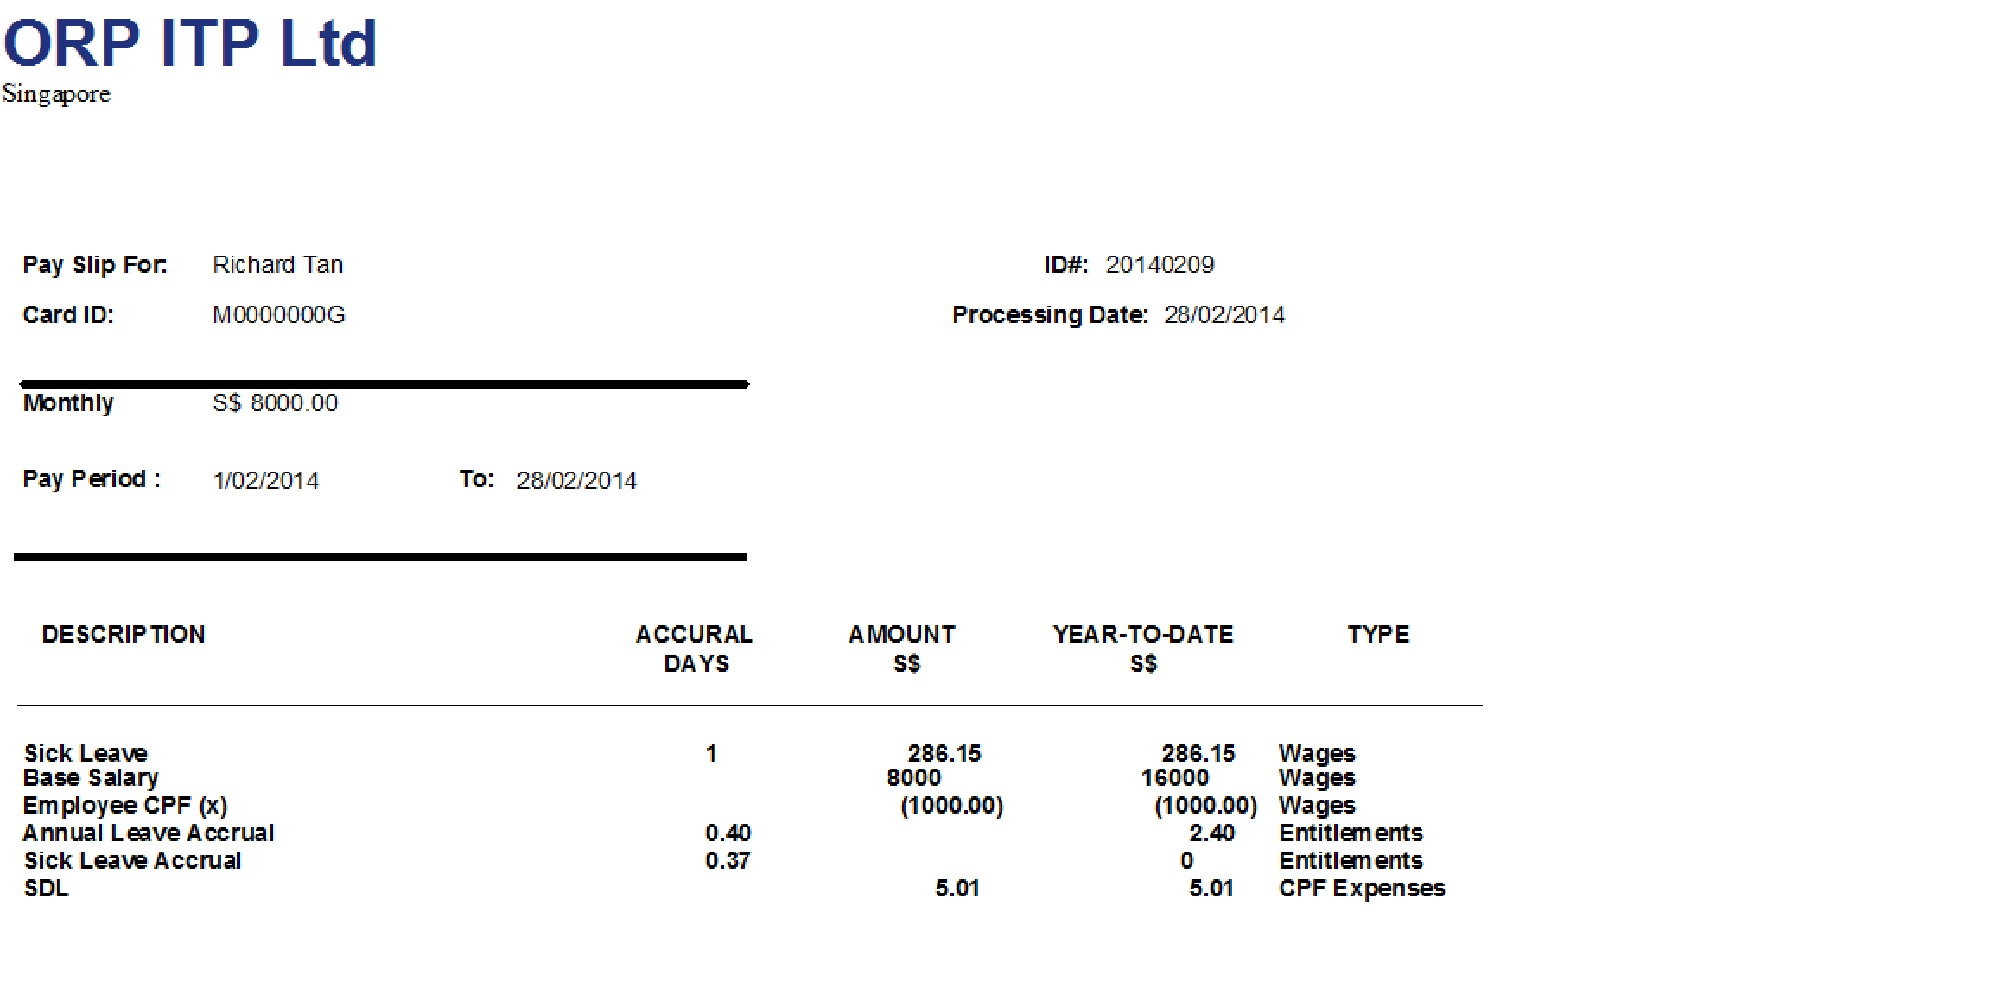 ORP ITP Ltd
Singapore
Pay Slip For: Richard Tan ID#: 20140209
Card ID: M0000000G Processing Date: 28/02/2014
Monthly S$ 8000.00
Pay Period : 1/02/2014 To: 28/02/2014
DESCRIPTION ACCURAL AMOUNT YEAR-TO-DATE TYPE
DAYS S$ S$
Sick Leave 1 286.15 286.15 Wages
Base Salary 8000 16000 Wages
Employee CPF (x) (1000.00) (1000.00) Wages
Annual Leave Accrual 0.40 2.40 Entitlements
Sick Leave Accrual 0.37 0 Entitlements
SDL 5.01 5.01 CPF Expenses